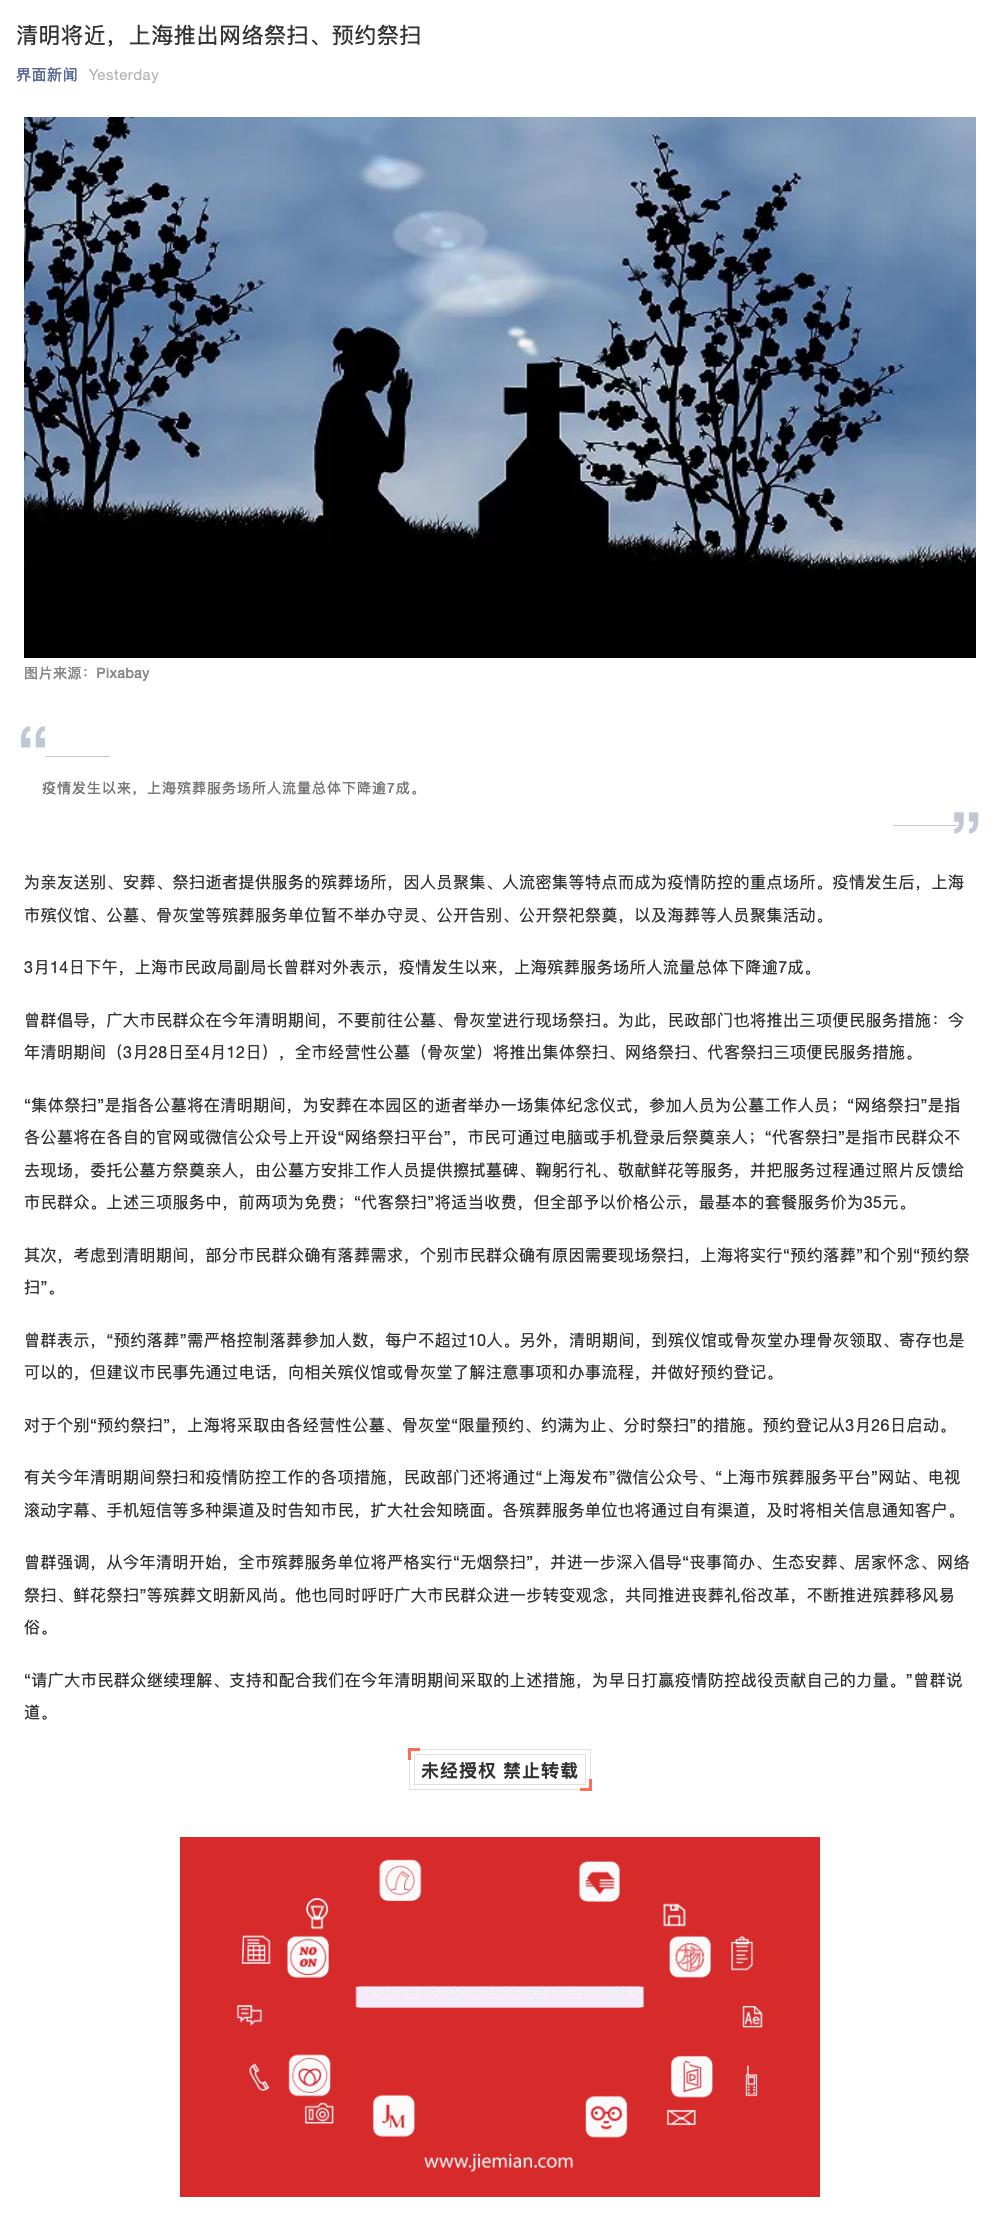 清明将近，上海推出网络祭扫、预约祭扫
界面新闻 Yesterday
图片来源：Pixabay
“
疫情发生以来，上海殡葬服务场所人流量总体下降逾7成。
”
为亲友送别、安葬、祭扫逝者提供服务的殡葬场所，因人员聚集、人流密集等特点而成为疫情防控的重点场所。疫情发生后，上海
市殡仪馆、公墓、骨灰堂等殡葬服务单位暂不举办守灵、公开告别、公开祭祀祭奠，以及海葬等人员聚集活动。
3月14日下午，上海市民政局副局长曾群对外表示，疫情发生以来，上海殡葬服务场所人流量总体下降逾7成。
曾群倡导，广大市民群众在今年清明期间，不要前往公墓、骨灰堂进行现场祭扫。为此，民政部门也将推出三项便民服务措施：今
年清明期间（3月28日至4月12日），全市经营性公墓（骨灰堂）将推出集体祭扫、网络祭扫、代客祭扫三项便民服务措施。
“集体祭扫”是指各公墓将在清明期间，为安葬在本园区的逝者举办一场集体纪念仪式，参加人员为公墓工作人员；“网络祭扫”是指
各公墓将在各自的官网或微信公众号上开设“网络祭扫平台”，市民可通过电脑或手机登录后祭奠亲人；“代客祭扫”是指市民群众不
去现场，委托公墓方祭奠亲人，由公墓方安排工作人员提供擦拭墓碑、鞠躬行礼、敬献鲜花等服务，并把服务过程通过照片反馈给
市民群众。上述三项服务中，前两项为免费；“代客祭扫”将适当收费，但全部予以价格公示，最基本的套餐服务价为35元。
其次，考虑到清明期间，部分市民群众确有落葬需求，个别市民群众确有原因需要现场祭扫，上海将实行“预约落葬”和个别“预约祭
扫”。
曾群表示，“预约落葬”需严格控制落葬参加人数，每户不超过10人。另外，清明期间，到殡仪馆或骨灰堂办理骨灰领取、寄存也是
可以的，但建议市民事先通过电话，向相关殡仪馆或骨灰堂了解注意事项和办事流程，并做好预约登记。
对于个别“预约祭扫”，上海将采取由各经营性公墓、骨灰堂“限量预约、约满为止、分时祭扫”的措施。预约登记从3月26日启动。
有关今年清明期间祭扫和疫情防控工作的各项措施，民政部门还将通过“上海发布”微信公众号、“上海市殡葬服务平台”网站、电视
滚动字幕、手机短信等多种渠道及时告知市民，扩大社会知晓面。各殡葬服务单位也将通过自有渠道，及时将相关信息通知客户。
曾群强调，从今年清明开始，全市殡葬服务单位将严格实行“无烟祭扫”，并进一步深入倡导“丧事简办、生态安葬、居家怀念、网络
祭扫、鲜花祭扫”等殡葬文明新风尚。他也同时呼吁广大市民群众进一步转变观念，共同推进丧葬礼俗改革，不断推进殡葬移风易
俗。
“请广大市民群众继续理解、支持和配合我们在今年清明期间采取的上述措施，为早日打赢疫情防控战役贡献自己的力量。”曾群说
道。
未经授权 禁止转载
NO
ON
物
Ae
JM
www.jiemian.com